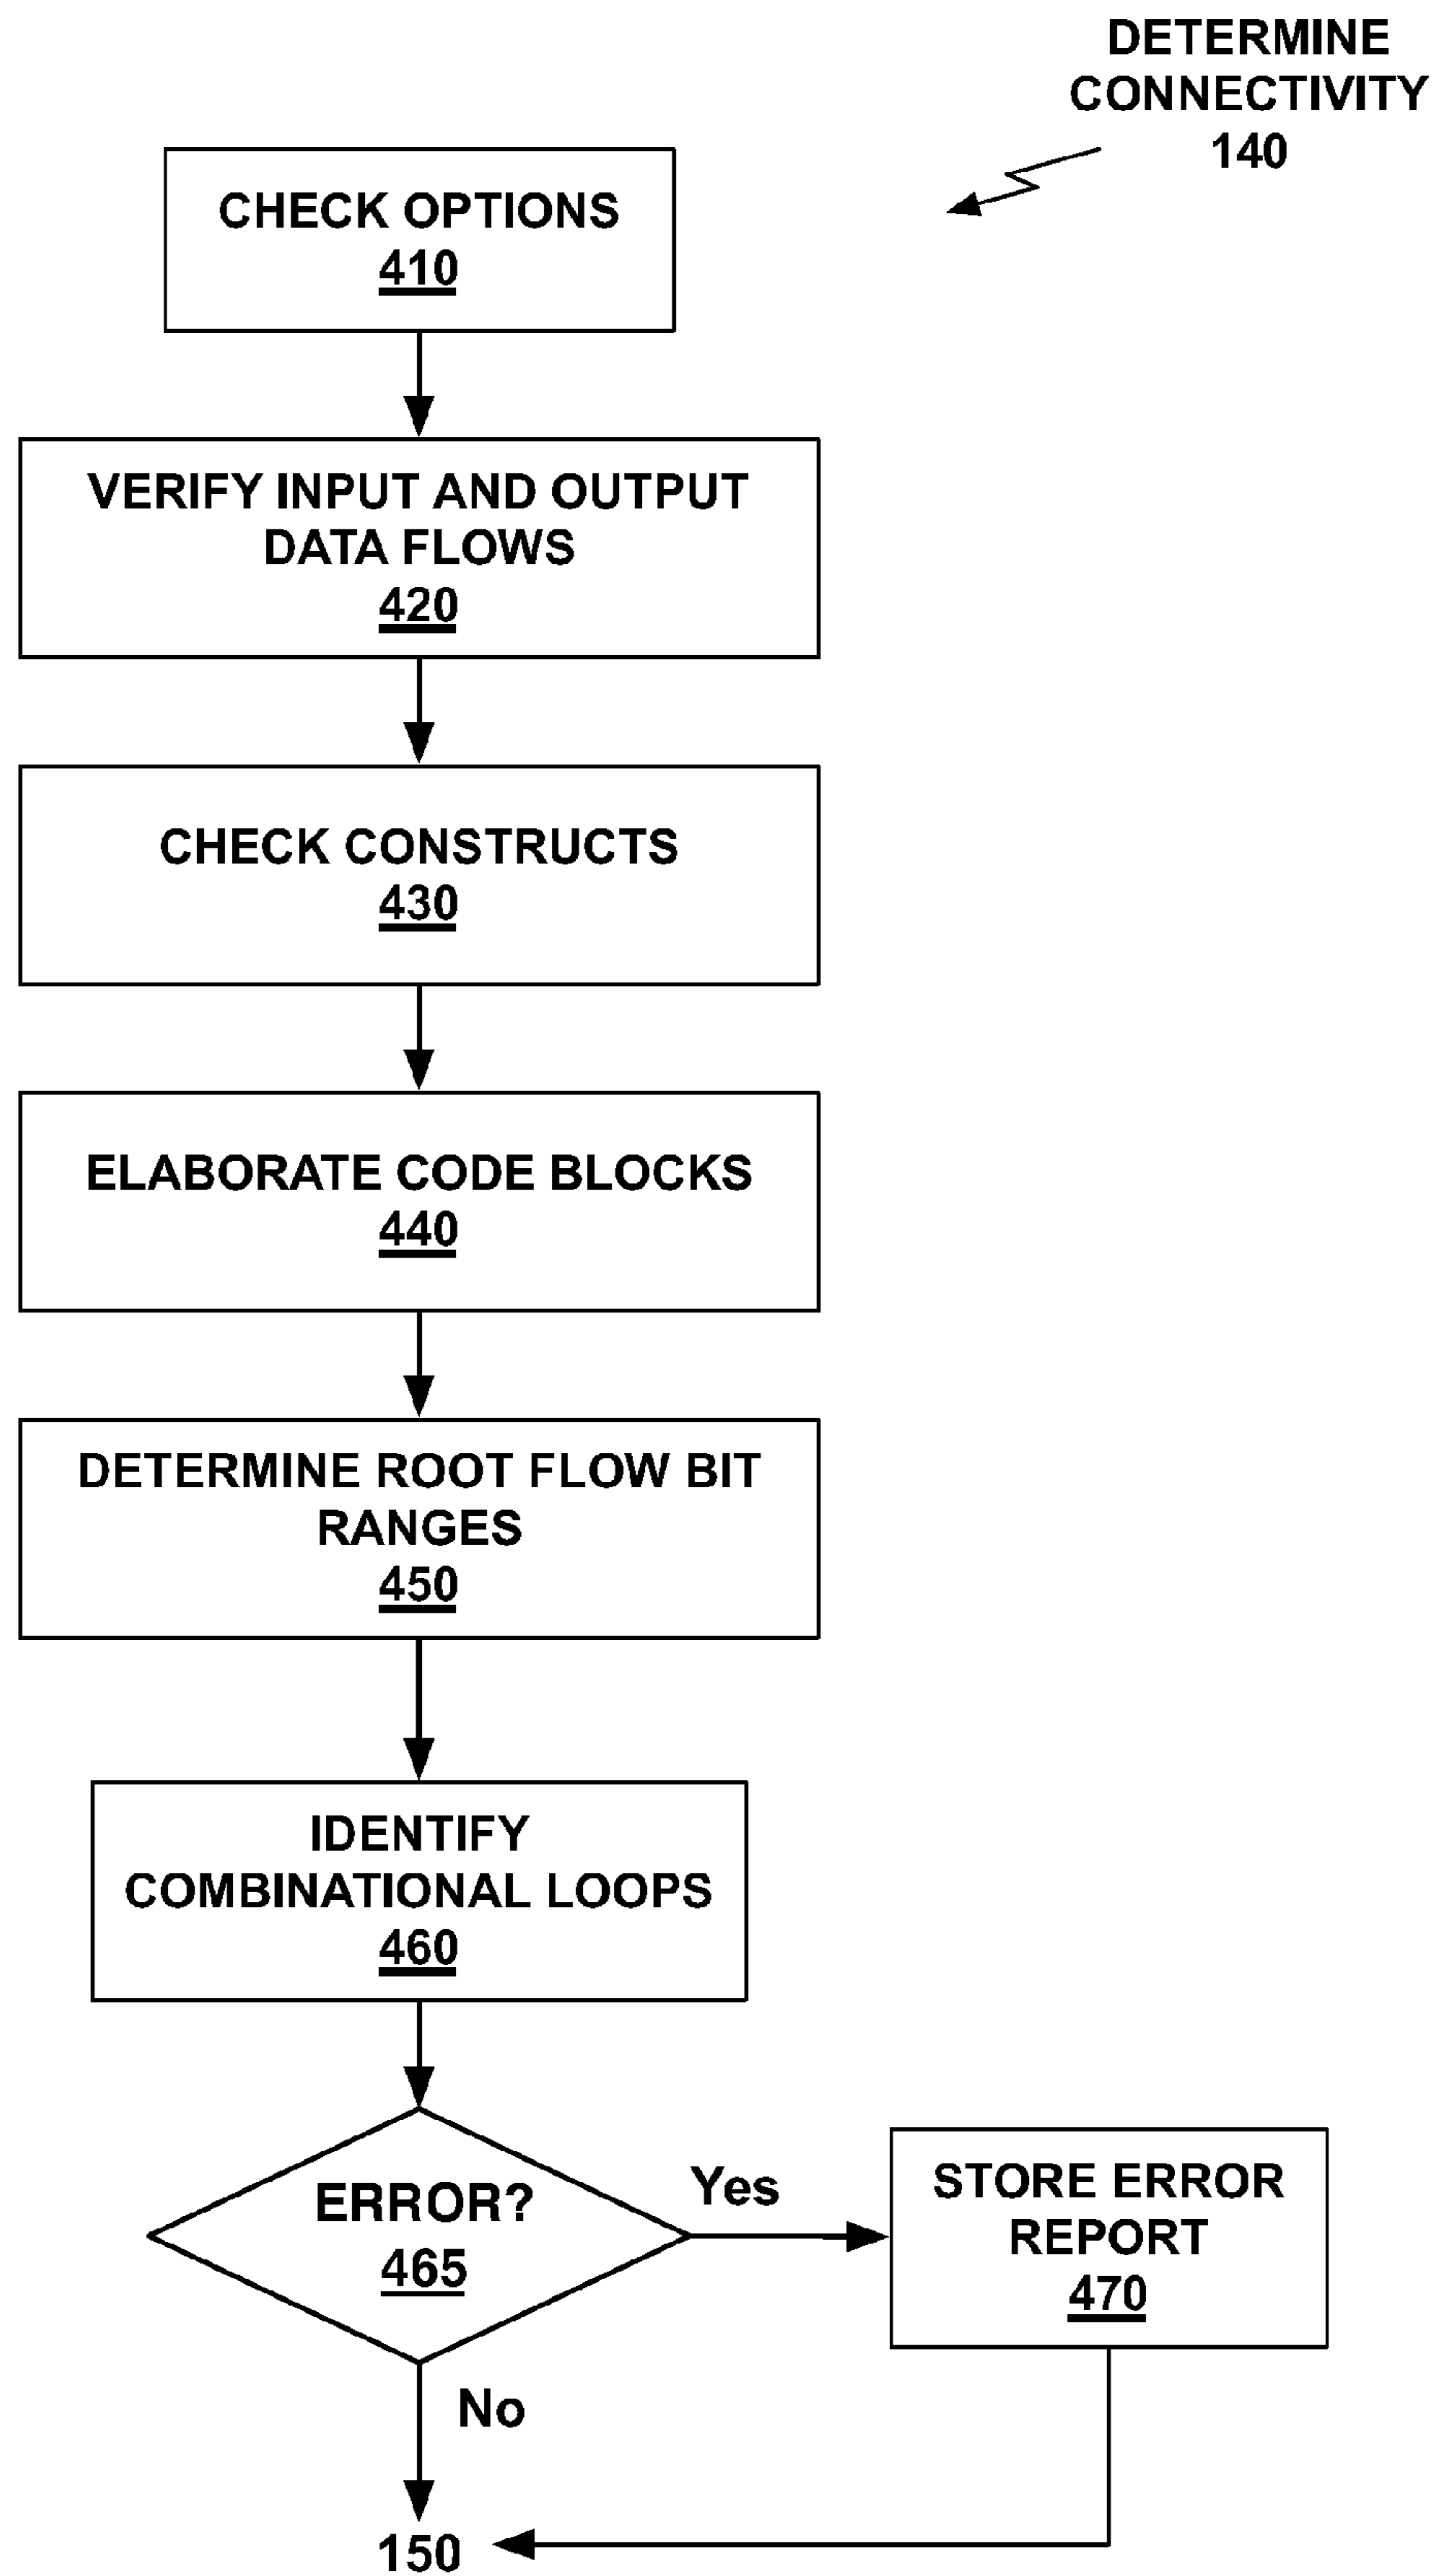 DETERMINE
CONNECTIVITY
140
CHECK OPTIONS
410
VERIFY INPUT AND OUTPUT
DATA FLOWS
420
CHECK CONSTRUCTS
430
ELABORATE CODE BLOCKS
440
DETERMINE ROOT FLOW BIT
RANGES
450
IDENTIFY
COMBINATIONAL LOOPS
460
ERROR?
465
Yes
STORE ERROR
REPORT
470
No
150